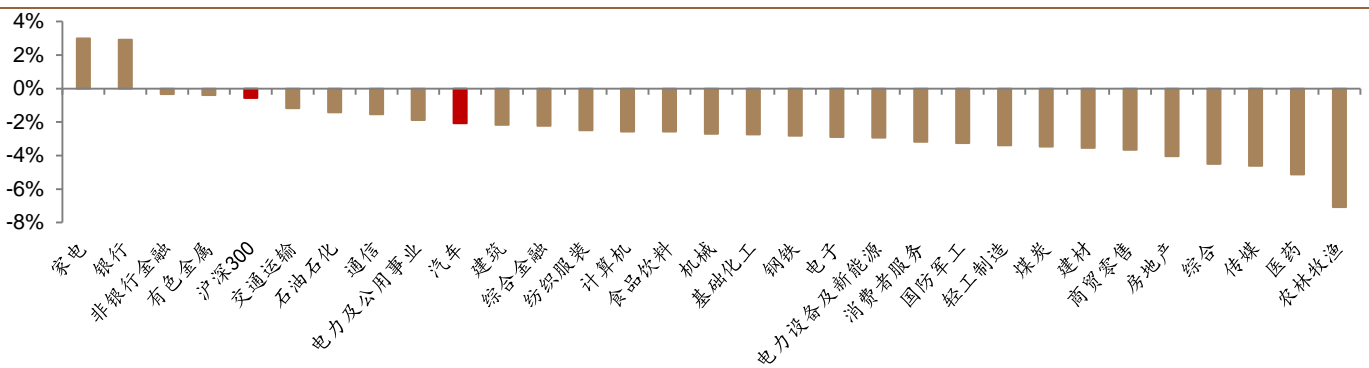 4%
2%
0%
-2%
-4%
-6%
-8%
家电
银行
非银行金融
有色金属
沪深300
交通运输
石油石化
通信
电力及公用事业
汽车
建筑
综合金融
纺织服装
计算机
食品饮料
机械
基础化工
钢铁
电子
电力设备及新能源
消费者服务
国防军工
轻工制造
煤炭
建材
商贸零售
房地产
综合
传媒
医药
农林牧渔